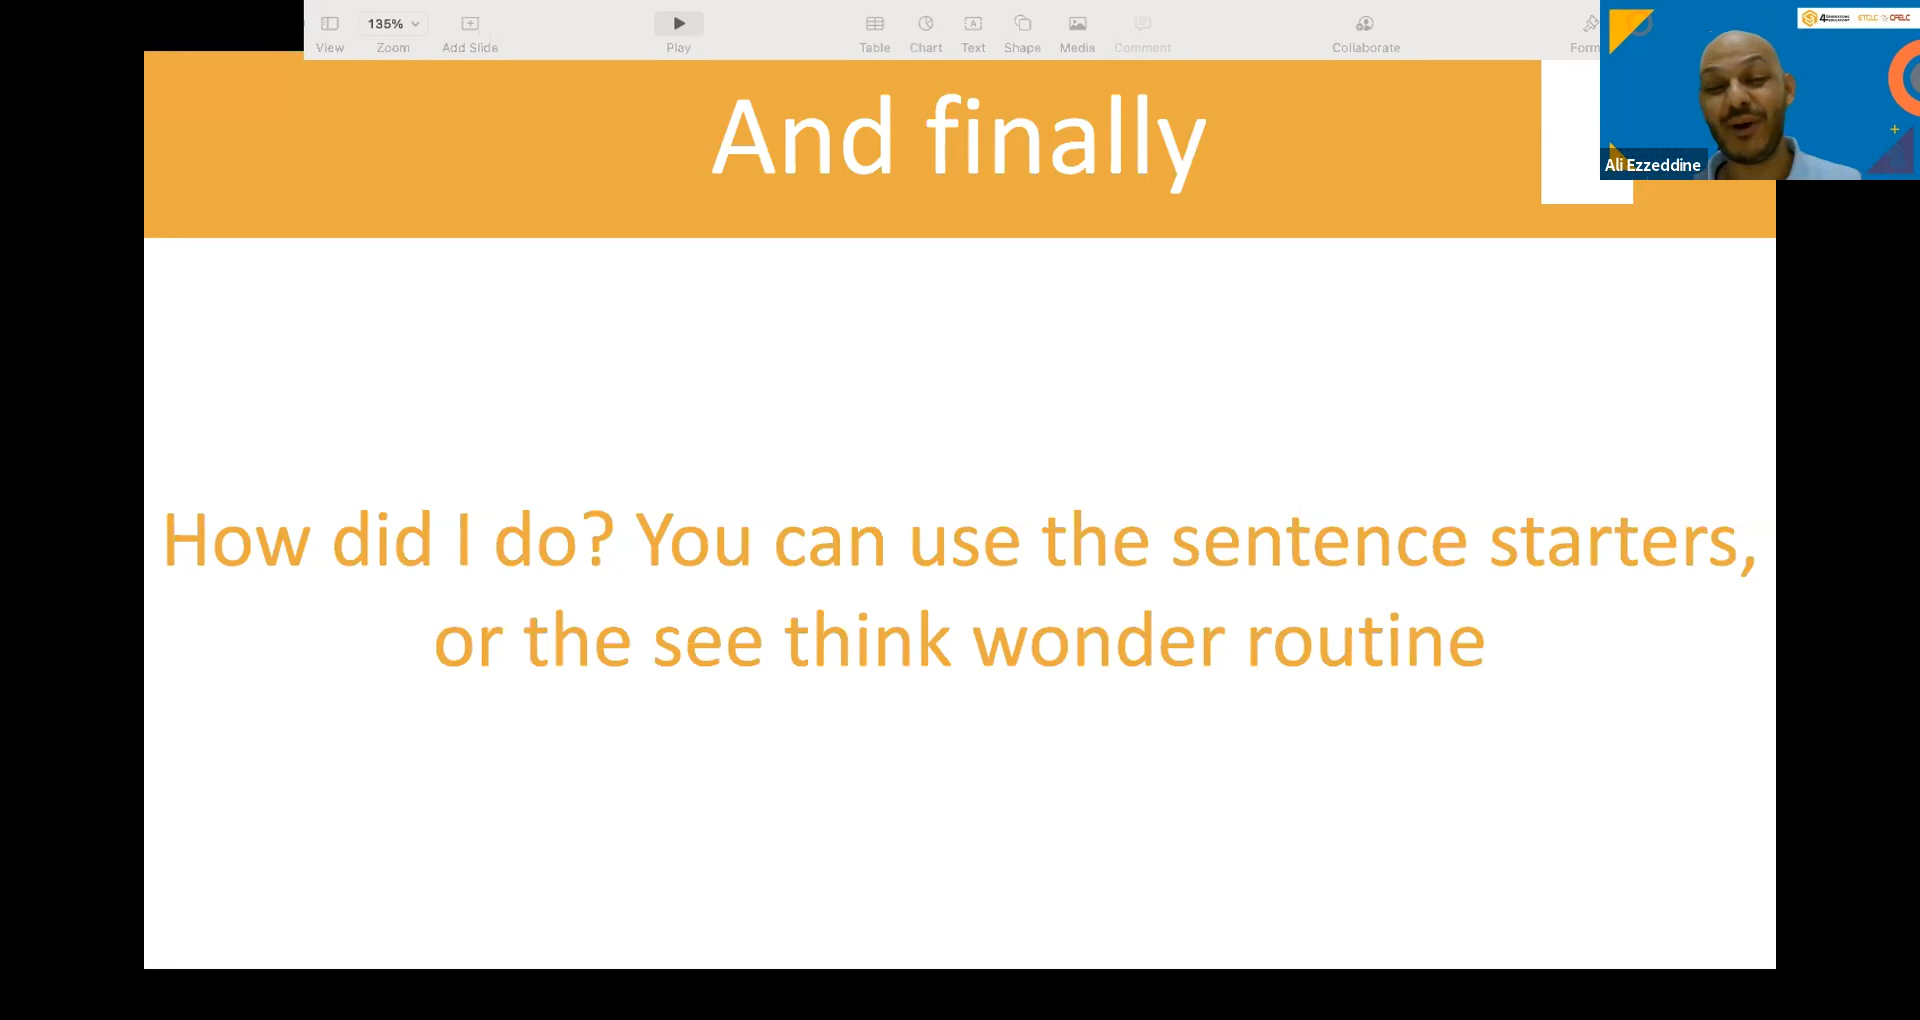 135%
View
Zoom
Add Slide
Play
Table
Chart
Text
Shape
Media
Comment
Collaborate
Form
And finally
Ali Ezzeddine
How did I do? You can use the sentence starters,
or the see think wonder routine